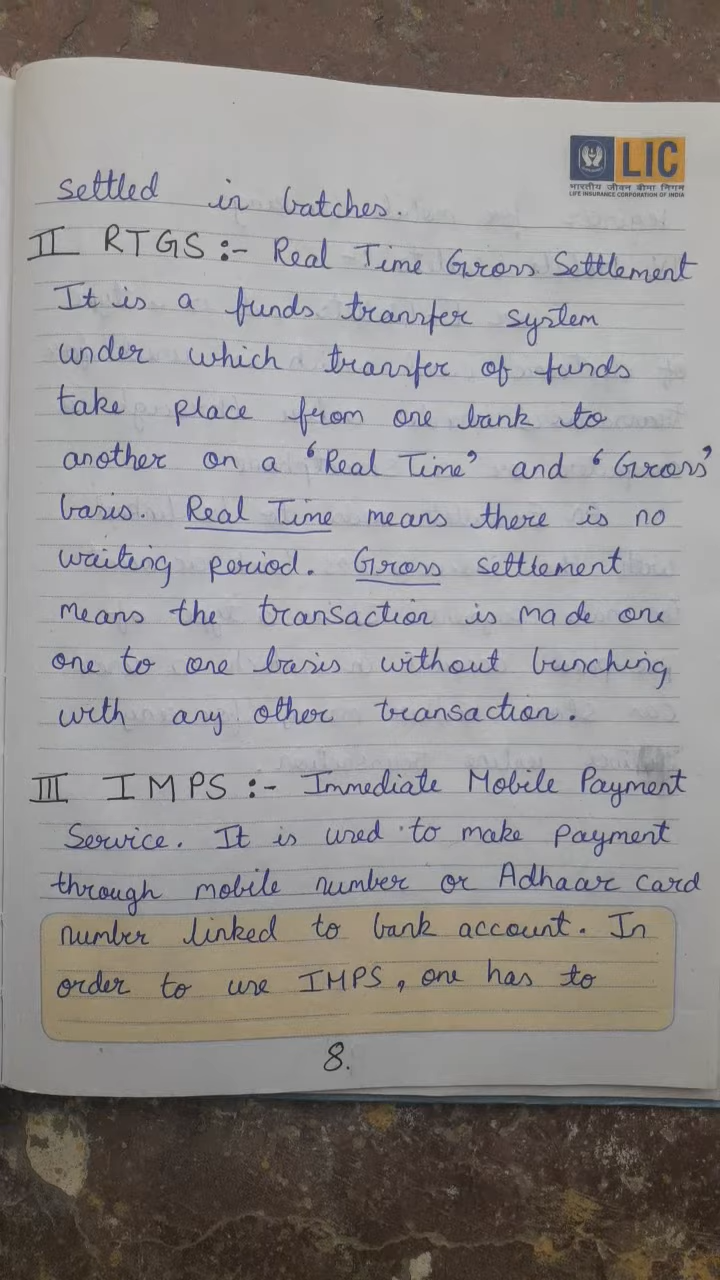 LIC
भारतीय जीवन बीमा निगम
LIFE INSURANCE CORPORATION OF INDIA
settled in batches.
II RTGS :- Real Time Gross Settlement
It is a funds transfer system
under which transfer of funds
take place from one bank to
another on a 'Real Time' and 'Gross'
basis. Real Time means there is no
waiting period. Gross settlement
means the transaction is made one
one to one basis without bunching
with any other transaction.
III IMPS :- Immediate Mobile Payment
Service. It is used to make payment
through mobile number or Adhaar card
number linked to bank account. In
order to use IMPS, one has to
8.